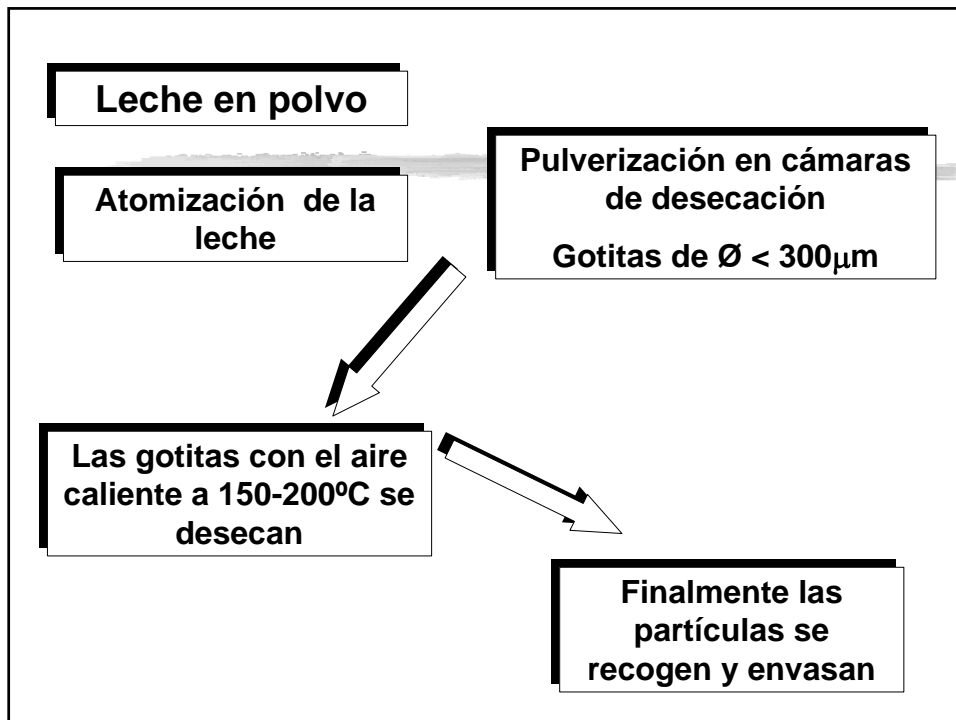 Leche en polvo
Atomización de la
leche
Pulverización en cámaras
de desecación
Gotitas de Ø < 300μm
Las gotitas con el aire
caliente a 150-200ºC se
desecan
Finalmente las
partículas se
recogen y envasan